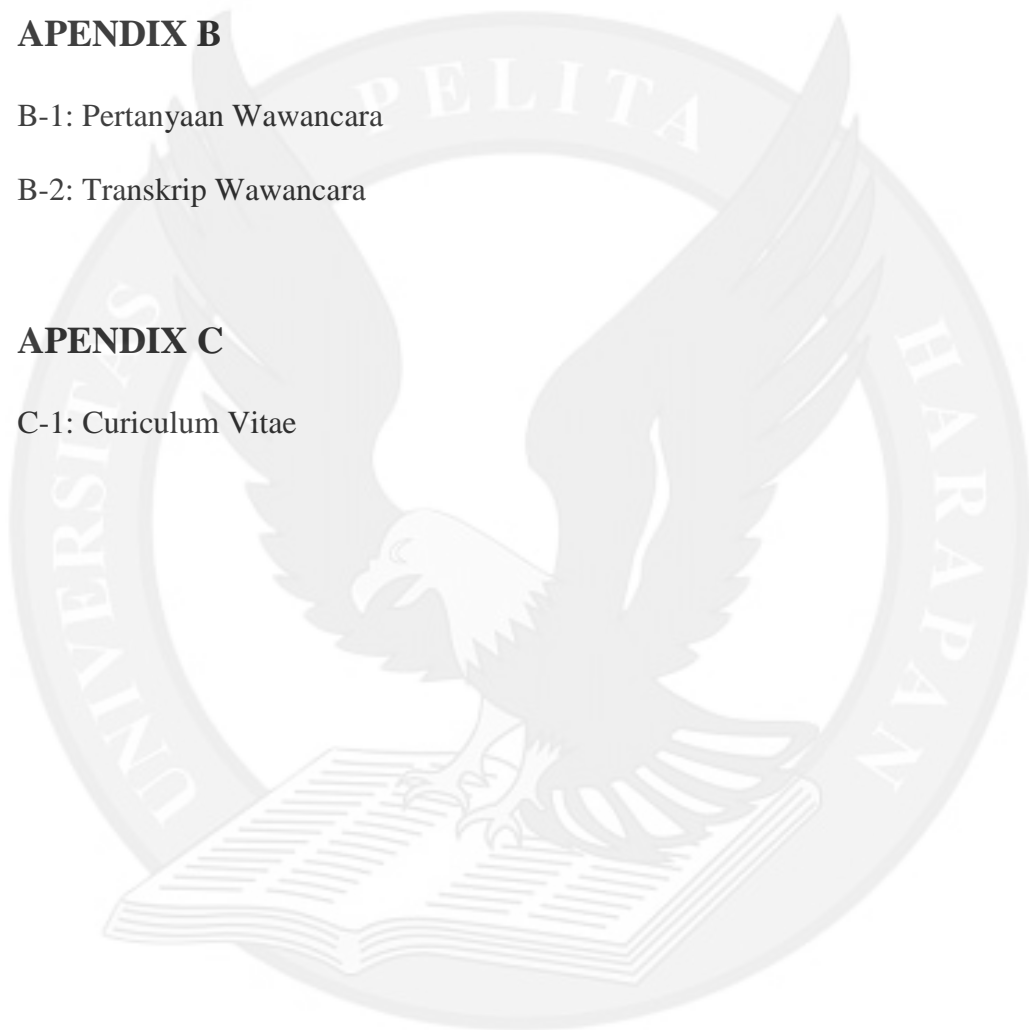 APENDIX B
B-1: Pertanyaan Wawancara
B-2: Transkrip Wawancara
APENDIX C
C-1: Curiculum Vitae
UNIVERSITAS PELITA HARAPAN